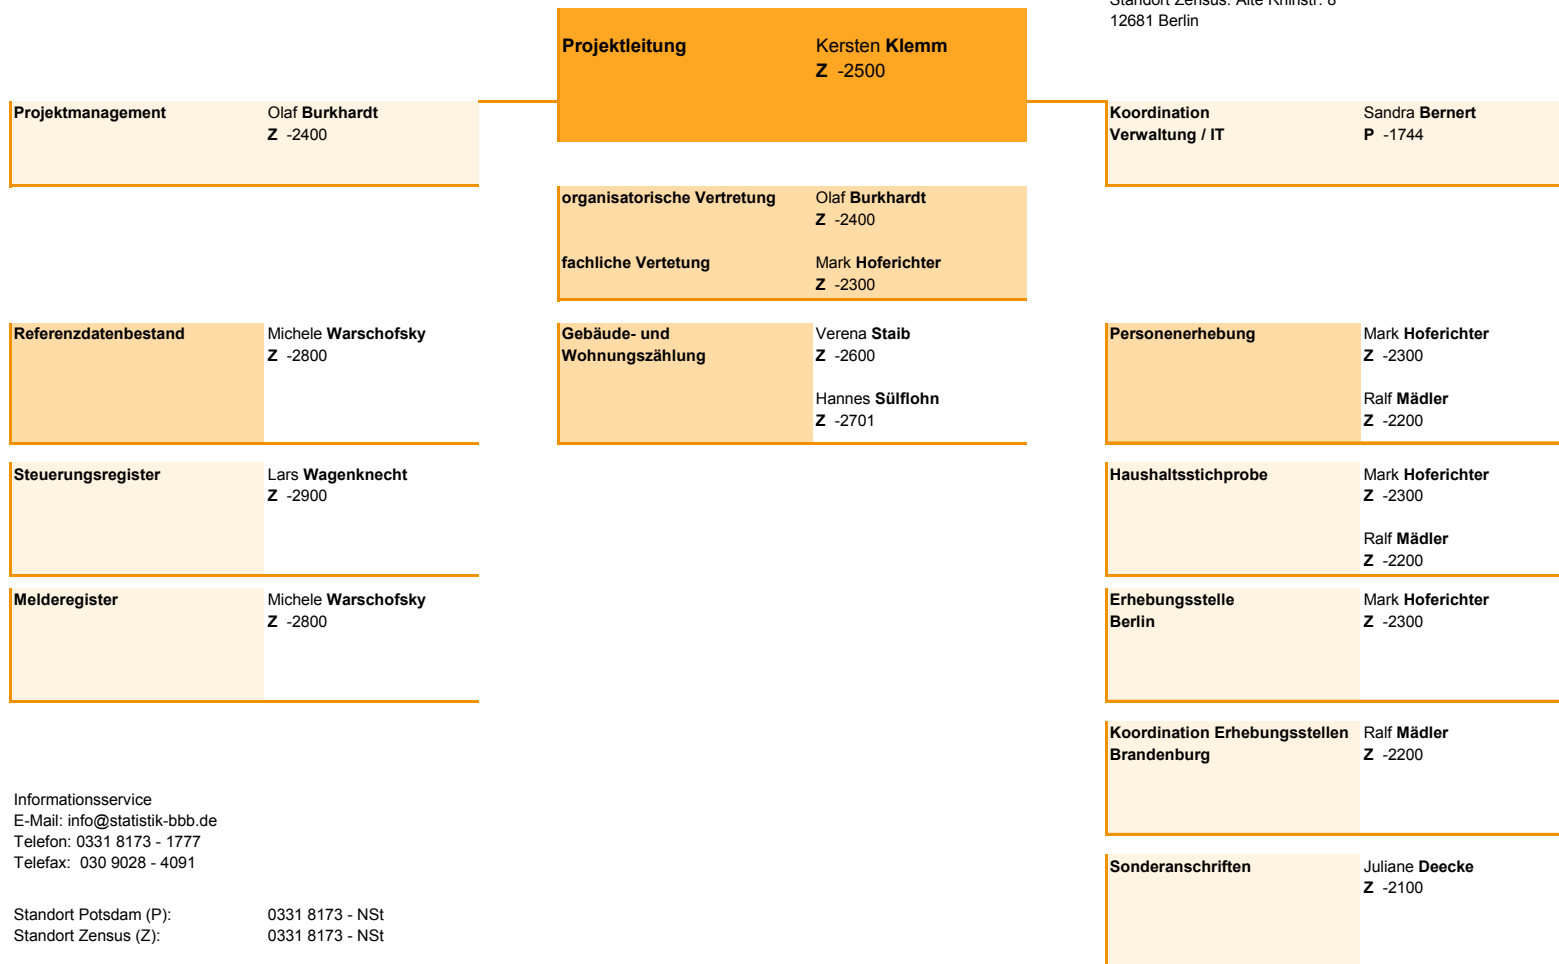 Standort Zensus: Alte Rhinstr. 8
12681 Berlin
Projektleitung Kersten Klemm
Z -2500
Projektmanagement Olaf Burkhardt
Z -2400
Koordination Sandra Bernert
Verwaltung / IT P -1744
organisatorische Vertretung Olaf Burkhardt
Z -2400
fachliche Vertetung Mark Hoferichter
Z -2300
Referenzdatenbestand Michele Warschofsky
Z -2800
Gebäude- und Verena Staib
Wohnungszählung Z -2600
Hannes Sülflohn
Z -2701
Personenerhebung Mark Hoferichter
Z -2300
Ralf Mädler
Z -2200
Steuerungsregister Lars Wagenknecht
Z -2900
Haushaltsstichprobe Mark Hoferichter
Z -2300
Ralf Mädler
Z -2200
Melderegister Michele Warschofsky
Z -2800
Erhebungsstelle Mark Hoferichter
Berlin Z -2300
Koordination Erhebungsstellen Ralf Mädler
Brandenburg Z -2200
Informationsservice
E-Mail: info@statistik-bbb.de
Telefon: 0331 8173 - 1777
Telefax: 030 9028 - 4091
Sonderanschriften Juliane Deecke
Z -2100
Standort Potsdam (P): 0331 8173 - NSt
Standort Zensus (Z): 0331 8173 - NSt